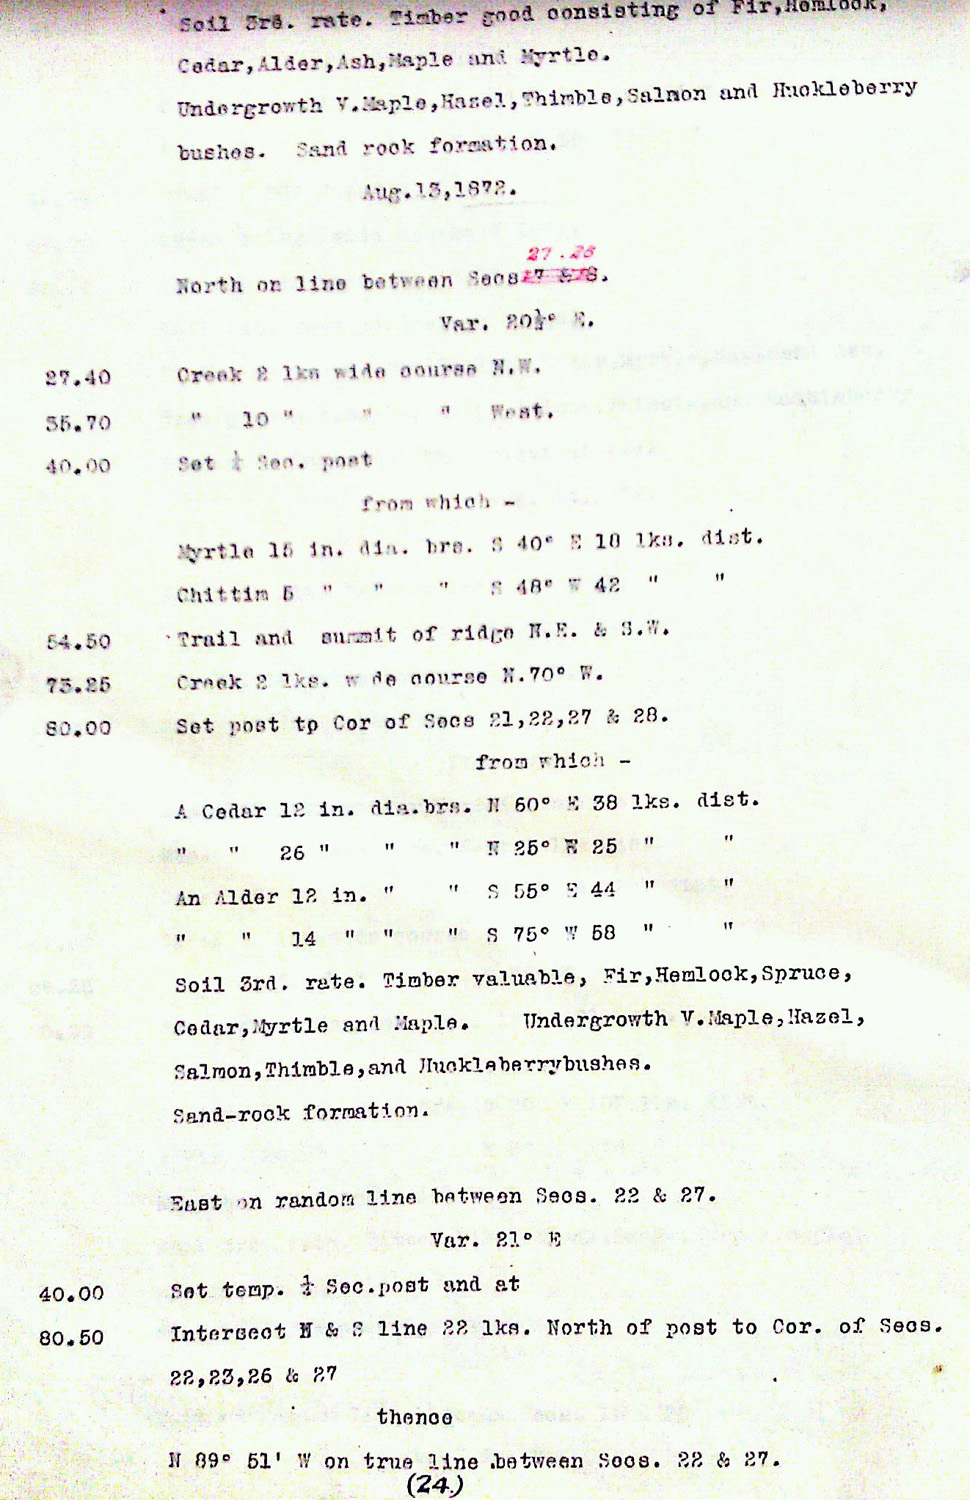 Soil 3rd. rate. Timber good consisting of Fir,Hemlock,
Cedar,Alder,Ash,Maple and Myrtle.
Undergrowth V.Maple,Hazel,Thimble,Salmon and Huckleberry
bushes. Sand rock formation.
Aug.13,1872.
27.28
North on line between Secs 7 & 8.
Var. 20½° E.
27.40 Creek 2 lks wide course N.W.
35.70 " 10 " " " West.
40.00 Set ¼ Sec. post
from which -
Myrtle 15 in. dia. brs. S 40° E 18 lks. dist.
Chittim 5 " " " S 48° W 42 " "
54.50 Trail and summit of ridge N.E. & S.W.
73.25 Creek 2 lks. w de course N.70° W.
80.00 Set post tp Cor of Secs 21,22,27 & 28.
from which -
A Cedar 12 in. dia.brs. N 60° E 38 lks. dist.
" " 26 " " " N 25° W 25 " "
An Alder 12 in. " " S 55° E 44 " "
" " 14 " " " S 75° W 58 " "
Soil 3rd. rate. Timber valuable, Fir,Hemlock,Spruce,
Cedar,Myrtle and Maple. Undergrowth V.Maple,Hazel,
Salmon,Thimble,and Huckleberrybushes.
Sand-rock formation.
East on random line between Secs. 22 & 27.
Var. 21° E
40.00 Set temp. ¼ Sec.post and at
80.50 Intersect N & S line 22 lks. North of post to Cor. of Secs.
22,23,26 & 27
thence
N 89° 51' W on true line between Secs. 22 & 27.
(24.)